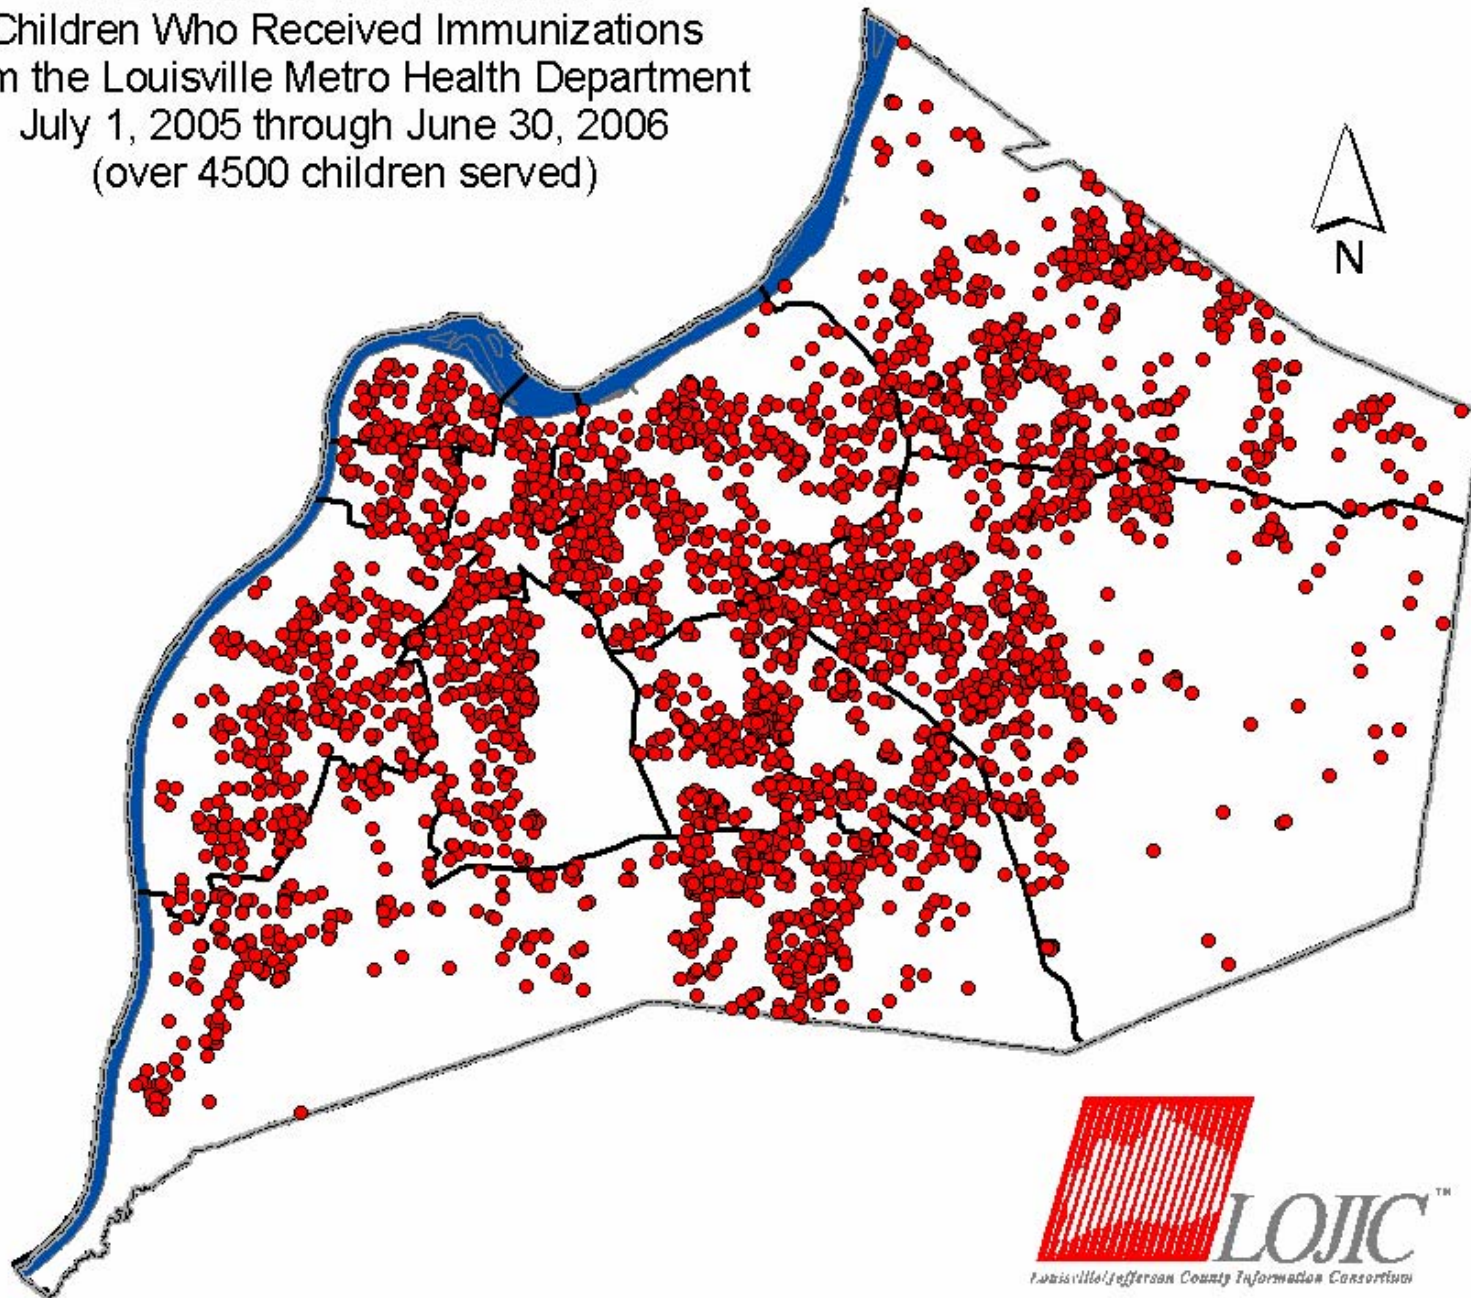 Children Who Received Immunizations
m the Louisville Metro Health Department
July 1, 2005 through June 30, 2006
(over 4500 children served)
N
LOJIC™
Louisville/Jefferson County Information Consortium